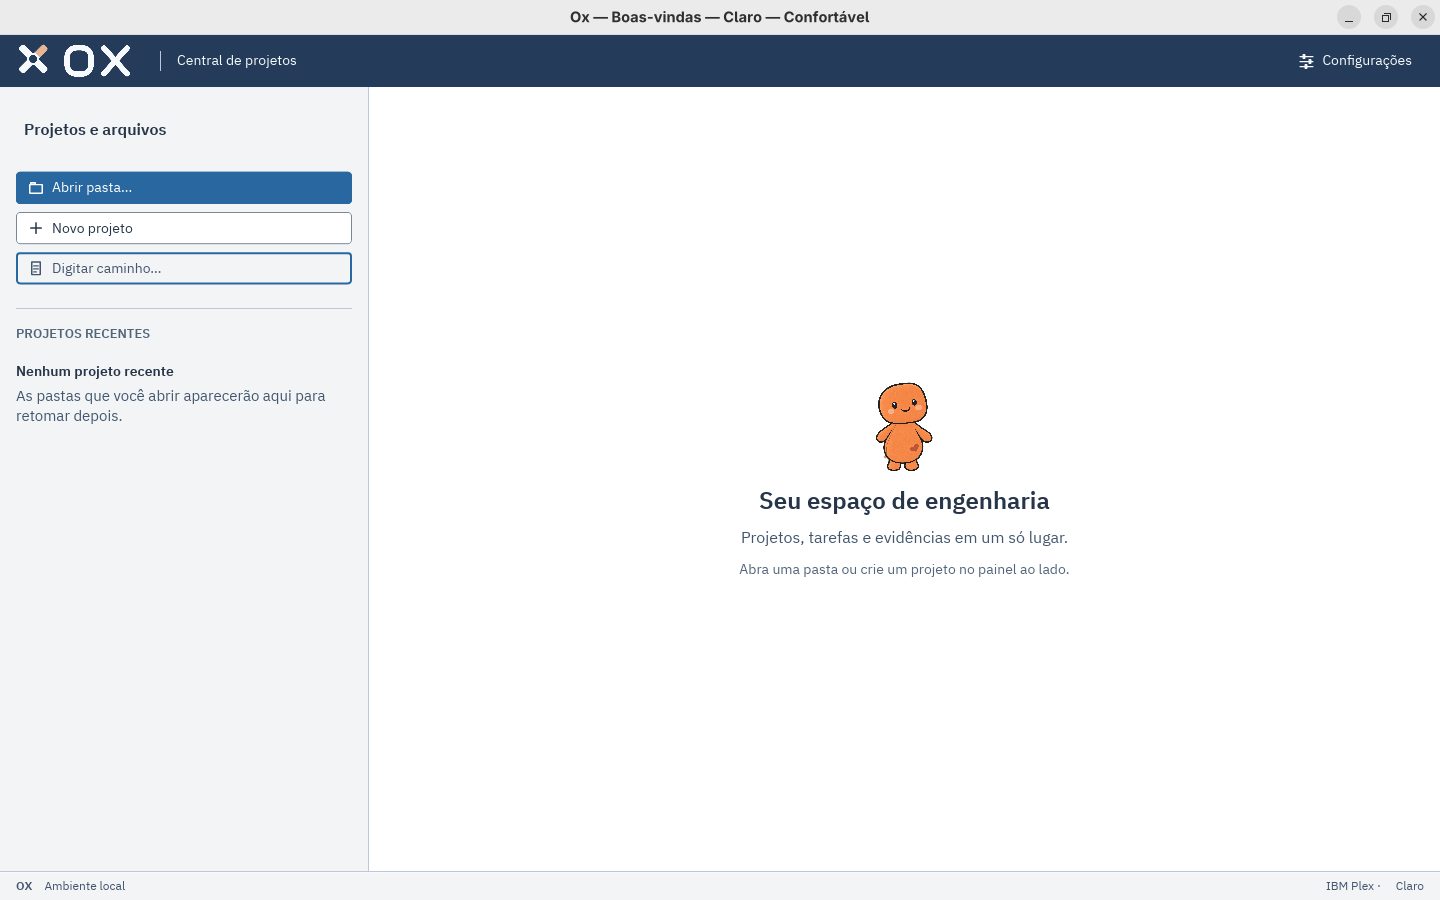 Ox — Boas-vindas — Claro — Confortável
OX
Central de projetos
Configurações
Projetos e arquivos
Abrir pasta...
Novo projeto
Digitar caminho...
PROJETOS RECENTES
Nenhum projeto recente
As pastas que você abrir aparecerão aqui para
retomar depois.
Seu espaço de engenharia
Projetos, tarefas e evidências em um só lugar.
Abra uma pasta ou crie um projeto no painel ao lado.
OX Ambiente local
IBM Plex · Claro